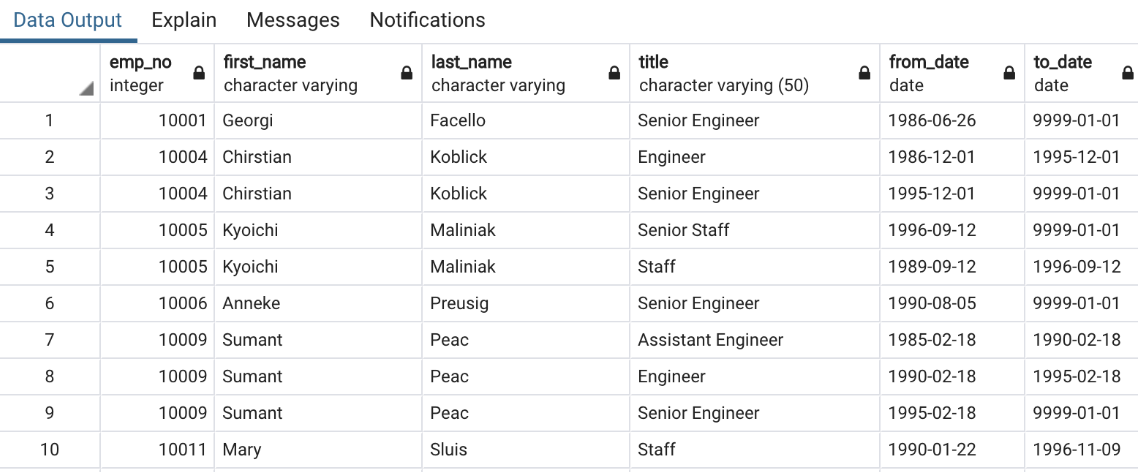 Data Output Explain Messages Notifications
emp_no first_name last_name title from_date to_date
integer character varying character varying character varying (50) date date
1 10001 Georgi Facello Senior Engineer 1986-06-26 9999-01-01
2 10004 Chirstian Koblick Engineer 1986-12-01 1995-12-01
3 10004 Chirstian Koblick Senior Engineer 1995-12-01 9999-01-01
4 10005 Kyoichi Maliniak Senior Staff 1996-09-12 9999-01-01
5 10005 Kyoichi Maliniak Staff 1989-09-12 1996-09-12
6 10006 Anneke Preusig Senior Engineer 1990-08-05 9999-01-01
7 10009 Sumant Peac Assistant Engineer 1985-02-18 1990-02-18
8 10009 Sumant Peac Engineer 1990-02-18 1995-02-18
9 10009 Sumant Peac Senior Engineer 1995-02-18 9999-01-01
10 10011 Mary Sluis Staff 1990-01-22 1996-11-09